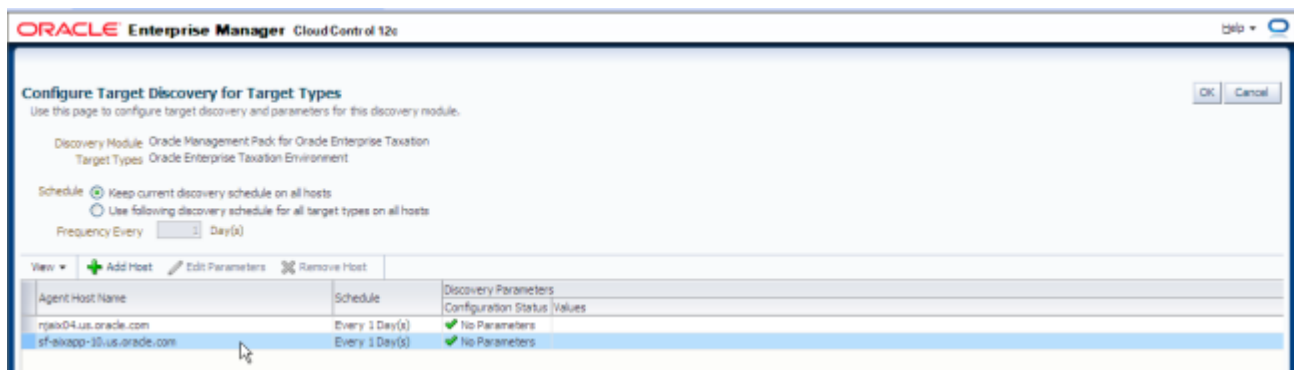 ORACLE Enterprise Manager Cloud Control 12c
Help
Configure Target Discovery for Target Types
OK Cancel
Use this page to configure target discovery and parameters for this discovery module.
Discovery Module Oracle Management Pack for Oracle Enterprise Taxation
Target Types Oracle Enterprise Taxation Environment
Schedule Keep current discovery schedule on all hosts
Use following discovery schedule for all target types on all hosts
Frequency Every 1 Day(s)
View Add Host Edit Parameters Remove Host
Agent Host Name Schedule Discovery Parameters
Configuration Status Values
Every 1 Day(s) No Parameters
sf-aixapp-10.us.oracle.com Every 1 Day(s) No Parameters